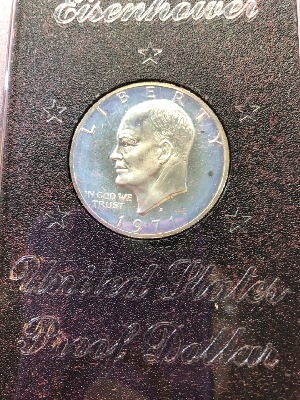 Eisenhower
LIBERTY
IN GOD WE
TRUST
1971
S
United States
Proof Dollar